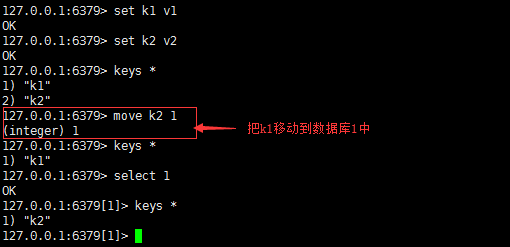 127.0.0.1:6379> set k1 v1
OK
127.0.0.1:6379> set k2 v2
OK
127.0.0.1:6379> keys *
1) "k1"
2) "k2"
127.0.0.1:6379> move k2 1
(integer) 1
把k1移动到数据库1中
127.0.0.1:6379> keys *
1) "k1"
127.0.0.1:6379> select 1
OK
127.0.0.1:6379[1]> keys *
1) "k2"
127.0.0.1:6379[1]>